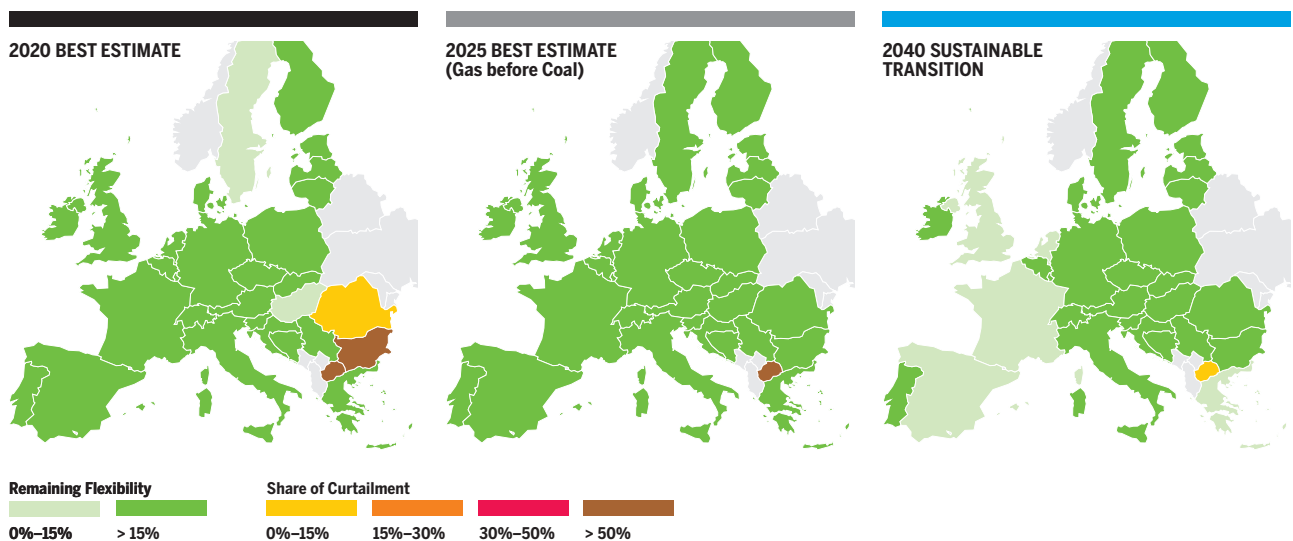 2020 BEST ESTIMATE
2025 BEST ESTIMATE
(Gas before Coal)
2040 SUSTAINABLE
TRANSITION
Remaining Flexibility
0%–15%
> 15%
Share of Curtailment
0%–15%
15%–30%
30%–50%
> 50%